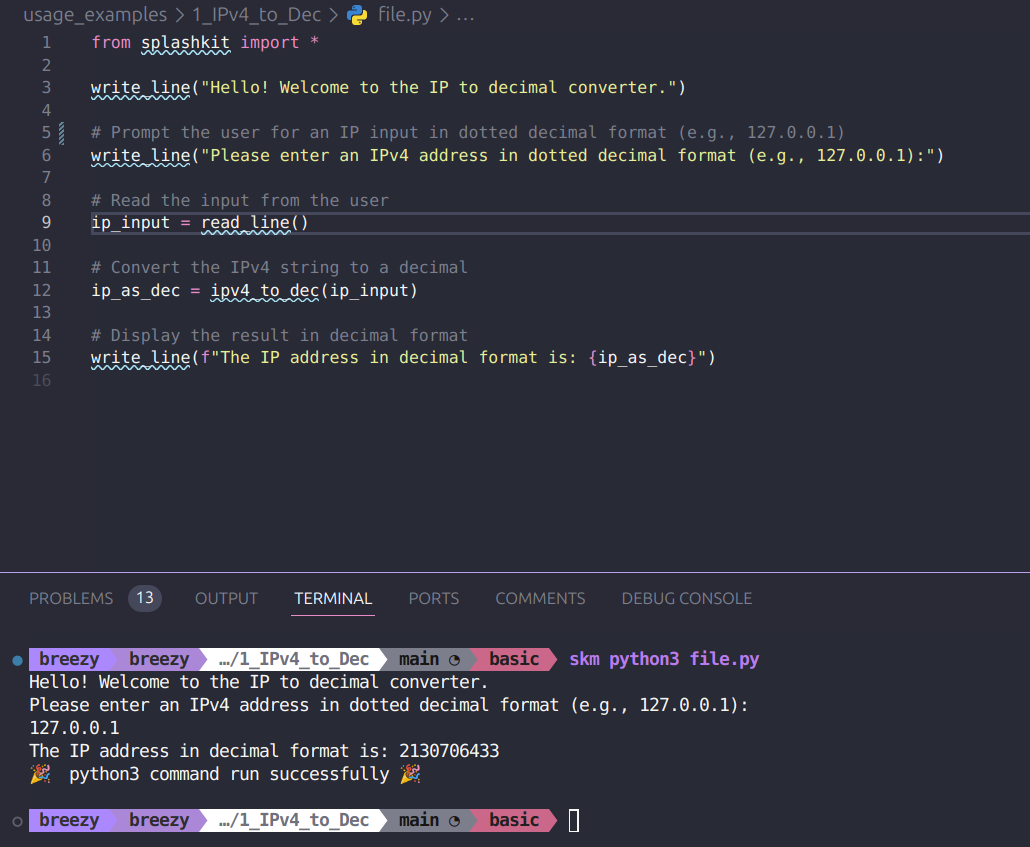 usage_examples > 1_IPv4_to_Dec > file.py > ...
1 from splashkit import *
2
3 write_line("Hello! Welcome to the IP to decimal converter.")
4
5 # Prompt the user for an IP input in dotted decimal format (e.g., 127.0.0.1)
6 write_line("Please enter an IPv4 address in dotted decimal format (e.g., 127.0.0.1):")
7
8 # Read the input from the user
9 ip_input = read_line()
10
11 # Convert the IPv4 string to a decimal
12 ip_as_dec = ipv4_to_dec(ip_input)
13
14 # Display the result in decimal format
15 write_line(f"The IP address in decimal format is: {ip_as_dec}")
16
PROBLEMS 13 OUTPUT TERMINAL PORTS COMMENTS DEBUG CONSOLE
breezy breezy …/1_IPv4_to_Dec main basic skm python3 file.py
Hello! Welcome to the IP to decimal converter.
Please enter an IPv4 address in dotted decimal format (e.g., 127.0.0.1):
127.0.0.1
The IP address in decimal format is: 2130706433
🎉 python3 command run successfully 🎉
breezy breezy …/1_IPv4_to_Dec main basic